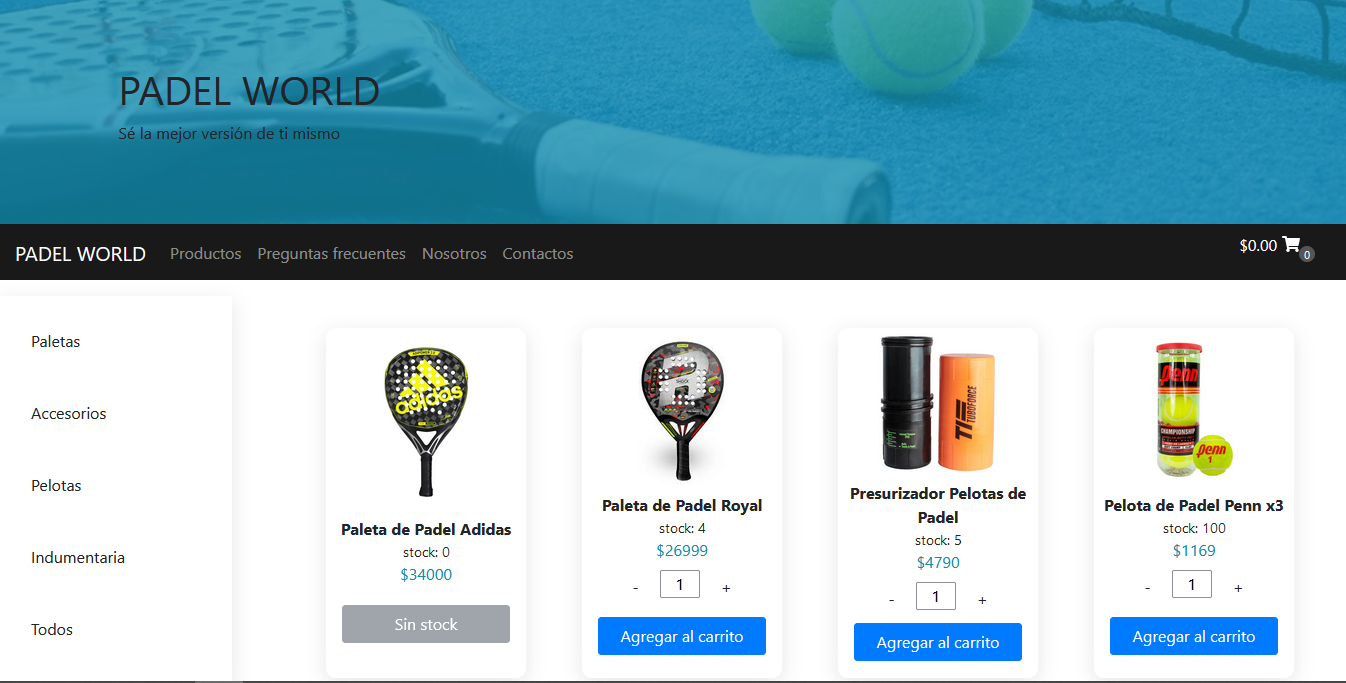 PADEL WORLD
Sé la mejor versión de ti mismo
PADEL WORLD Productos Preguntas frecuentes Nosotros Contactos $0.00 0
Paletas
Accesorios
Pelotas
Indumentaria
Todos
adidas
Paleta de Padel Adidas
stock: 0
$34000
Sin stock
Paleta de Padel Royal
stock: 4
$26999
- 1 +
Agregar al carrito
TUBOFORCE
Presurizador Pelotas de
Padel
stock: 5
$4790
- 1 +
Agregar al carrito
Penn
CHAMPIONSHIP
Penn
1
Pelota de Padel Penn x3
stock: 100
$1169
- 1 +
Agregar al carrito